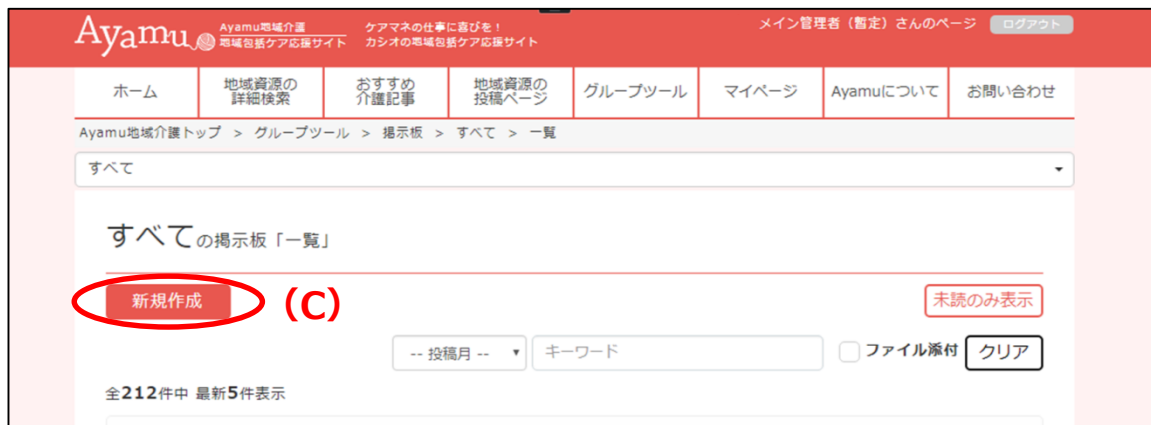 Ayamu
Ayamu地域介護
地域包括ケア応援サイト
ケアマネの仕事に喜びを！
カシオの地域包括ケア応援サイト
メイン管理者（暫定）さんのページ
ログアウト
ホーム
地域資源の
詳細検索
おすすめ
介護記事
地域資源の
投稿ページ
グループツール
マイページ
Ayamuについて
お問い合わせ
Ayamu地域介護トップ > グループツール > 掲示板 > すべて > 一覧
すべて
すべての掲示板「一覧」
新規作成
(C)
未読のみ表示
-- 投稿月 --
キーワード
ファイル添付
クリア
全212件中 最新5件表示